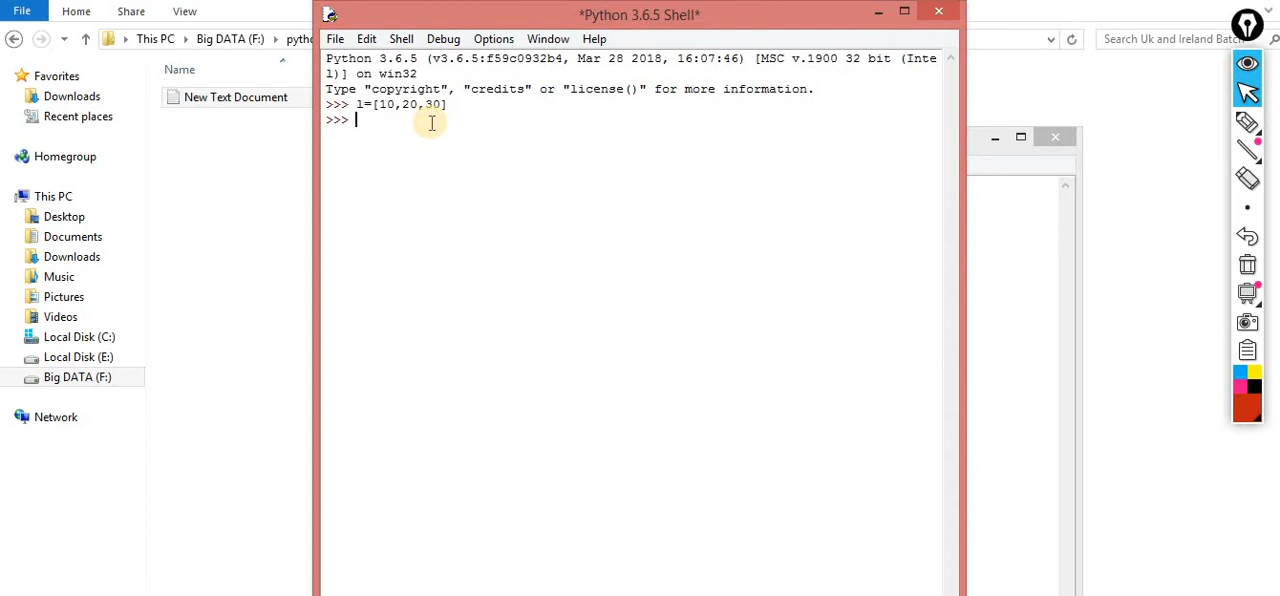 File
Home
Share
View
This PC
Big DATA (F:)
Search Uk and Ireland Batch
Favorites
Downloads
Recent places
Homegroup
This PC
Desktop
Documents
Downloads
Music
Pictures
Videos
Local Disk (C:)
Local Disk (E:)
Big DATA (F:)
Network
Name
New Text Document
*Python 3.6.5 Shell*
File Edit Shell Debug Options Window Help
Python 3.6.5 (v3.6.5:f59c0932b4, Mar 28 2018, 16:07:46) [MSC v.1900 32 bit (Inte
l)] on win32
Type "copyright", "credits" or "license()" for more information.
>>> l=[10,20,30]
>>>